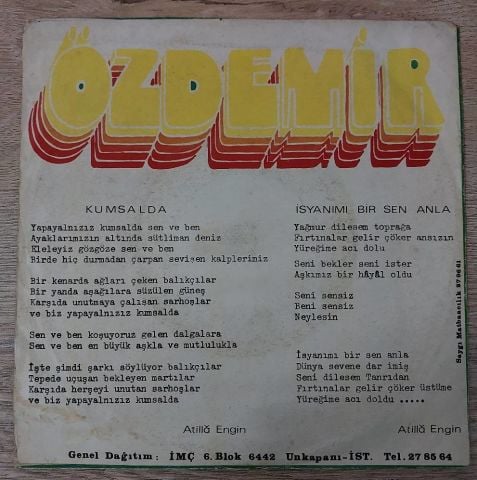 ÖZDEMİR
KUMSALDA
Yapayalnızız kumsalda sen ve ben
Ayaklarımızın altında sütliman deniz
Eleleyiz gözgöze sen ve ben
Birde hiç durmadan çarpan sevişen kalplerimiz
Bir kenarda ağları çeken balıkçılar
Bir yanda aşağılara süzülen güneş
Karşıda unutmaya çalışan sarhoşlar
ve biz yapayalnızız kumsalda
Sen ve ben koşuyoruz gelen dalgalara
Sen ve ben en büyük aşkla ve mutlulukla
İşte şimdi şarkı söylüyor balıkçılar
Tepede uçuşan bekleyen martılar
Karşıda herşeyi unutan sarhoşlar
ve biz yapayalnızız kumsalda
Atillâ Engin
İSYANIMI BİR SEN ANLA
Yağmur dilesem toprağa
Fırtınalar gelir çöker ansızın
Yüreğime acı dolu
Seni bekler seni ister
Aşkımız bir hâyâl oldu
Seni sensiz
Beni sensiz
Neylesin
İsyanımı bir sen anla
Dünya sevene dar imiş
Seni dilesem Tanrıdan
Fırtınalar gelir çöker üstüme
Yüreğime acı doldu .....
Atillâ Engin
Saygı Matbaacılık 27 06 61
Genel Dağıtım: İMÇ 6. Blok 6442 Unkapanı-İST. Tel. 27 85 64